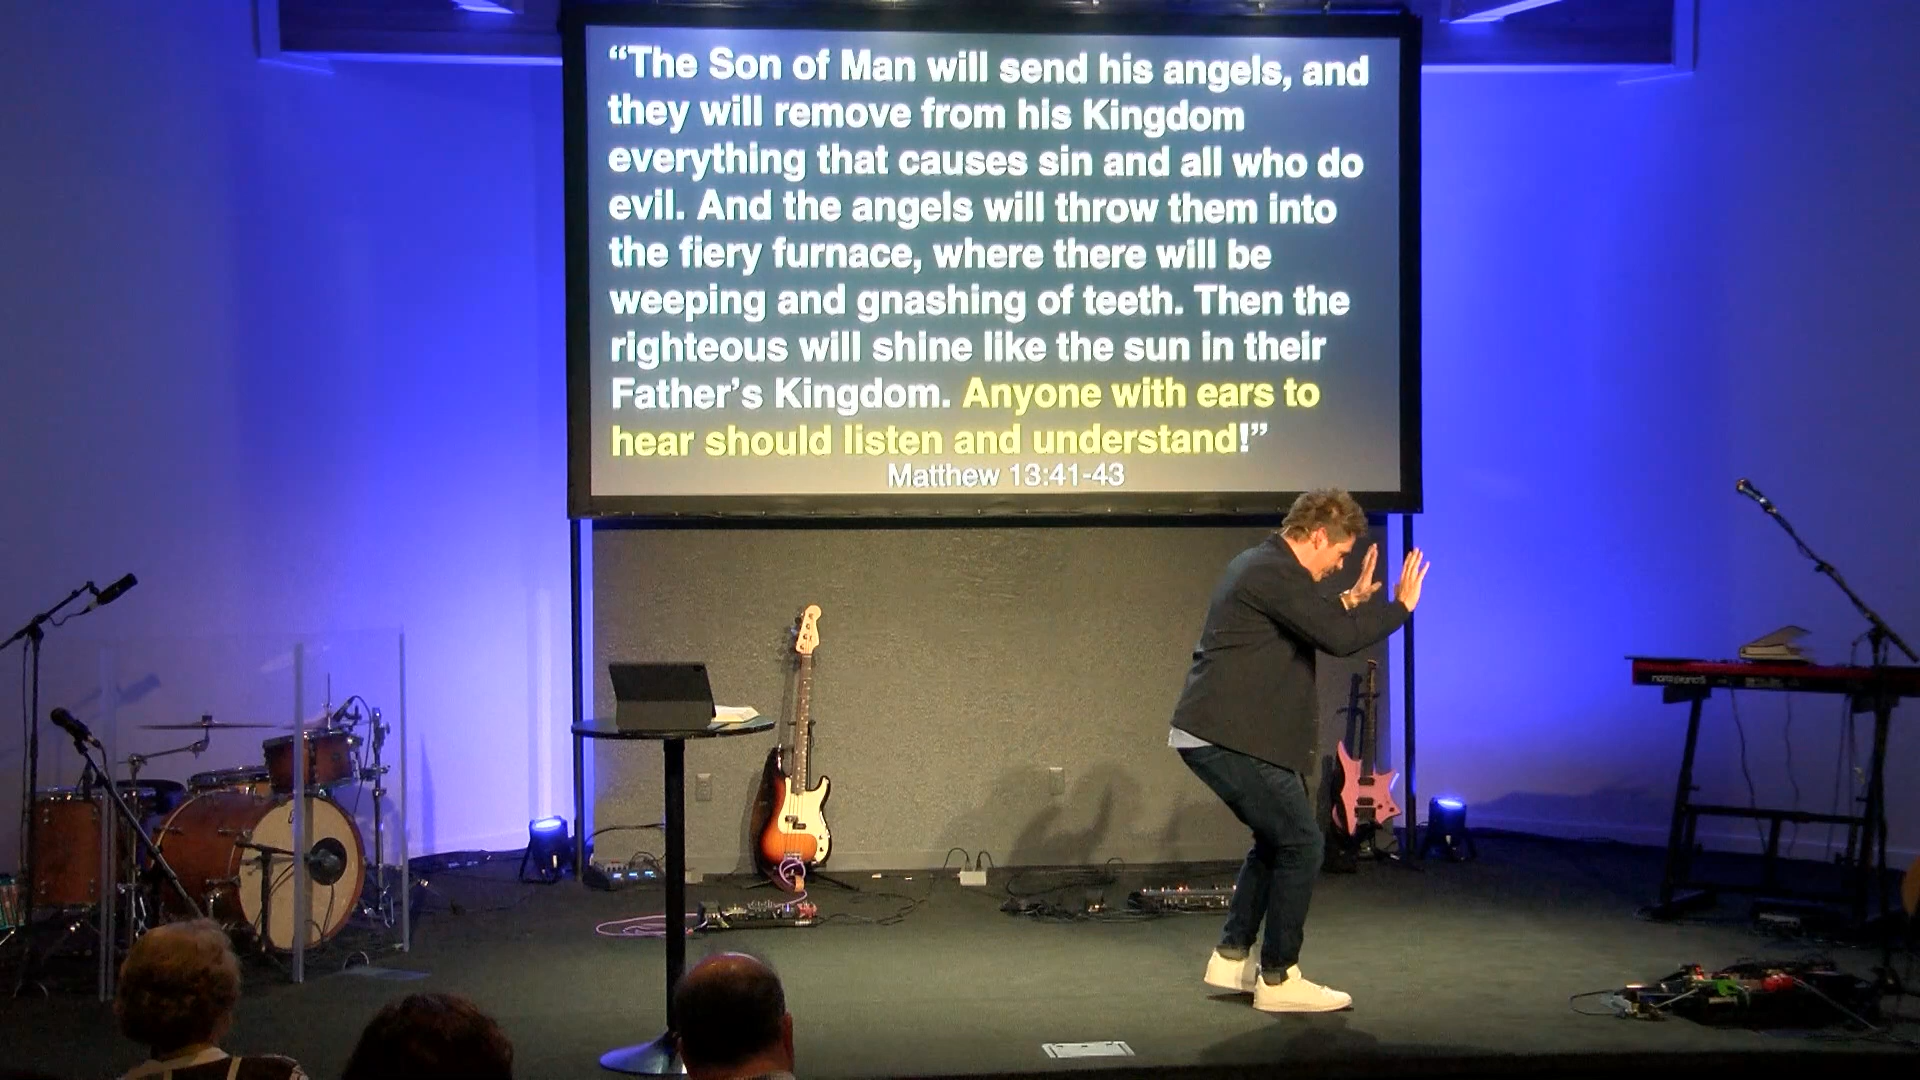 “The Son of Man will send his angels, and
they will remove from his Kingdom
everything that causes sin and all who do
evil. And the angels will throw them into
the fiery furnace, where there will be
weeping and gnashing of teeth. Then the
righteous will shine like the sun in their
Father’s Kingdom. Anyone with ears to
hear should listen and understand!”
Matthew 13:41-43